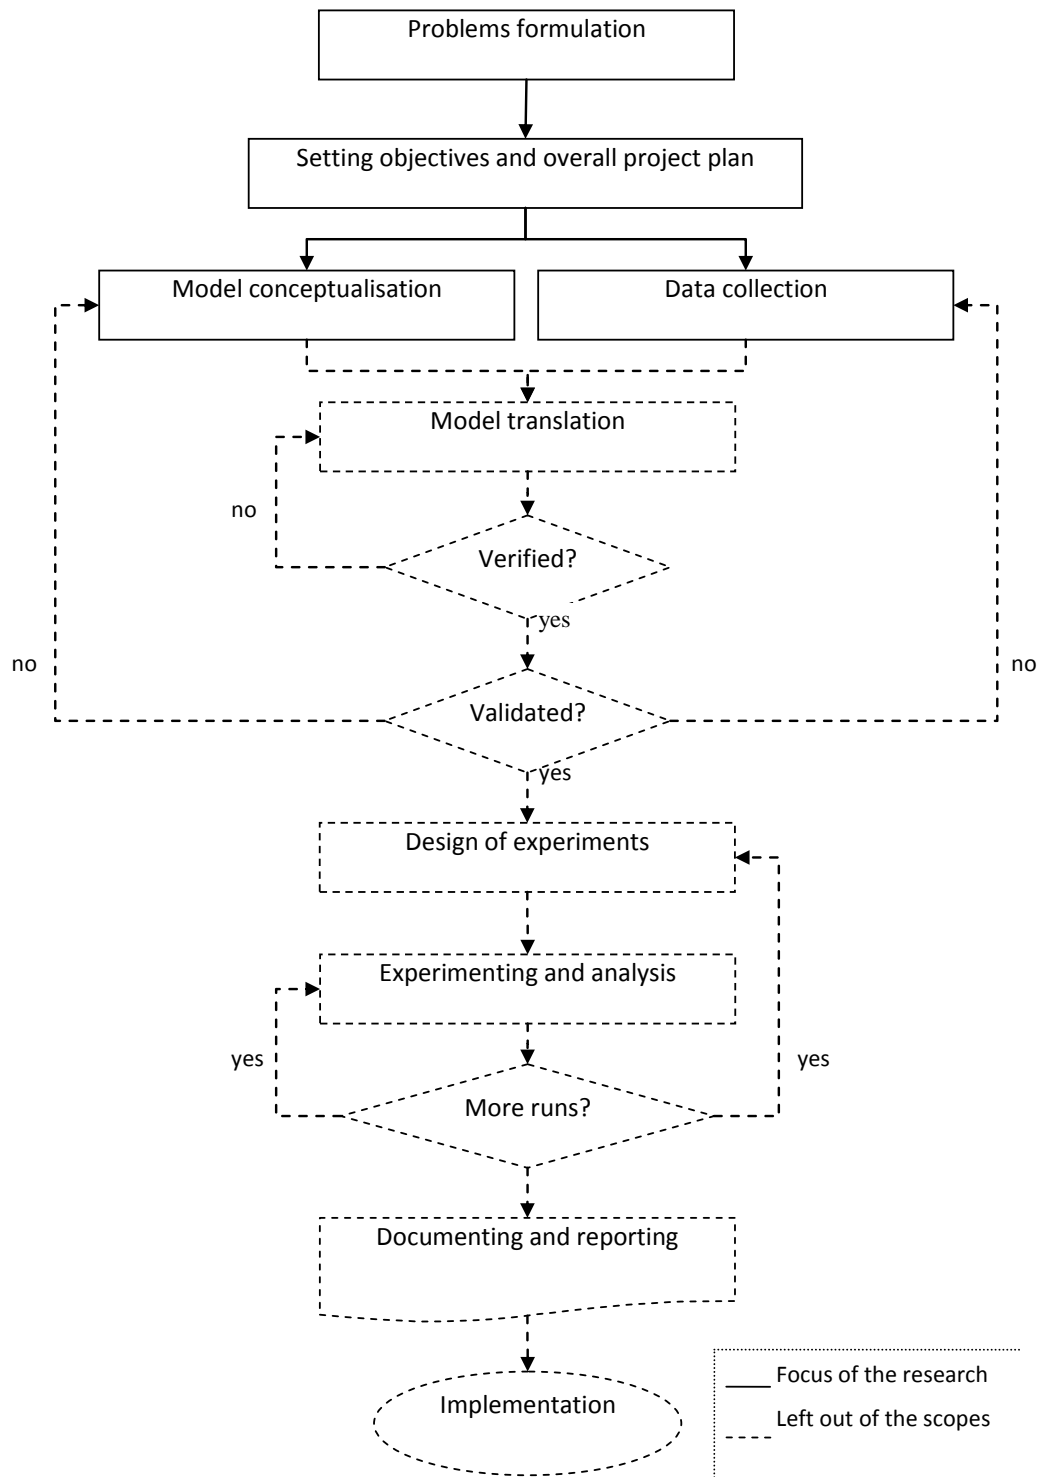 Problems formulation
Setting objectives and overall project plan
Model conceptualisation
Data collection
Model translation
no
Verified?
yes
no
no
Validated?
yes
Design of experiments
Experimenting and analysis
yes
yes
More runs?
Documenting and reporting
Implementation
Focus of the research
Left out of the scopes